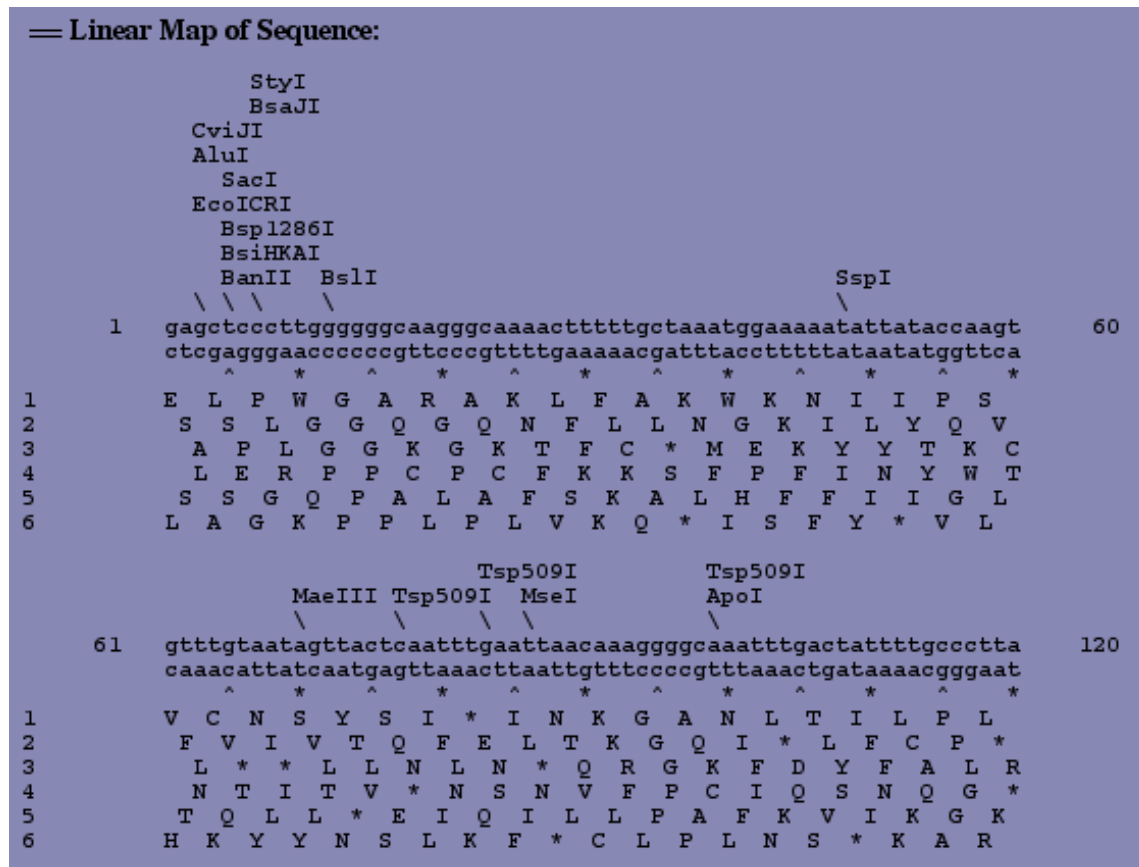 == Linear Map of Sequence:
StyI
BsaJI
CviJI
AluI
SacI
EcoICRI
Bsp1286I
BsiHKAI
BanII BslI SspI
\ \ \ \ \
1 gagctcccttggggggcaagggcaaaactttttgctaaatggaaaaatattataccaagt 60
ctcgagggaaccccccgttcccgttttgaaaaacgatttacctttttataatatggttca
^ * ^ * ^ * ^ * ^ * ^ *
1 E L P W G A R A K L F A K W K N I I P S
2 S S L G G Q G Q N F L L N G K I L Y Q V
3 A P L G G K G K T F C * M E K Y Y T K C
4 L E R P P C P C F K K S F P F I N Y W T
5 S S G Q P A L A F S K A L H F F I I G L
6 L A G K P P L P L V K Q * I S F Y * V L
Tsp509I Tsp509I
MaeIII Tsp509I MseI ApoI
\ \ \ \ \
61 gtttgtaatagttactcaatttgaattaacaaaggggcaaatttgactattttgccctta 120
caaacattatcaatgagttaaacttaattgtttccccgtttaaactgataaaacgggaat
^ * ^ * ^ * ^ * ^ * ^ *
1 V C N S Y S I * I N K G A N L T I L P L
2 F V I V T Q F E L T K G Q I * L F C P *
3 L * * L L N L N * Q R G K F D Y F A L R
4 N T I T V * N S N V F P C I Q S N Q G *
5 T Q L L * E I Q I L L P A F K V I K G K
6 H K Y Y N S L K F * C L P L N S * K A R